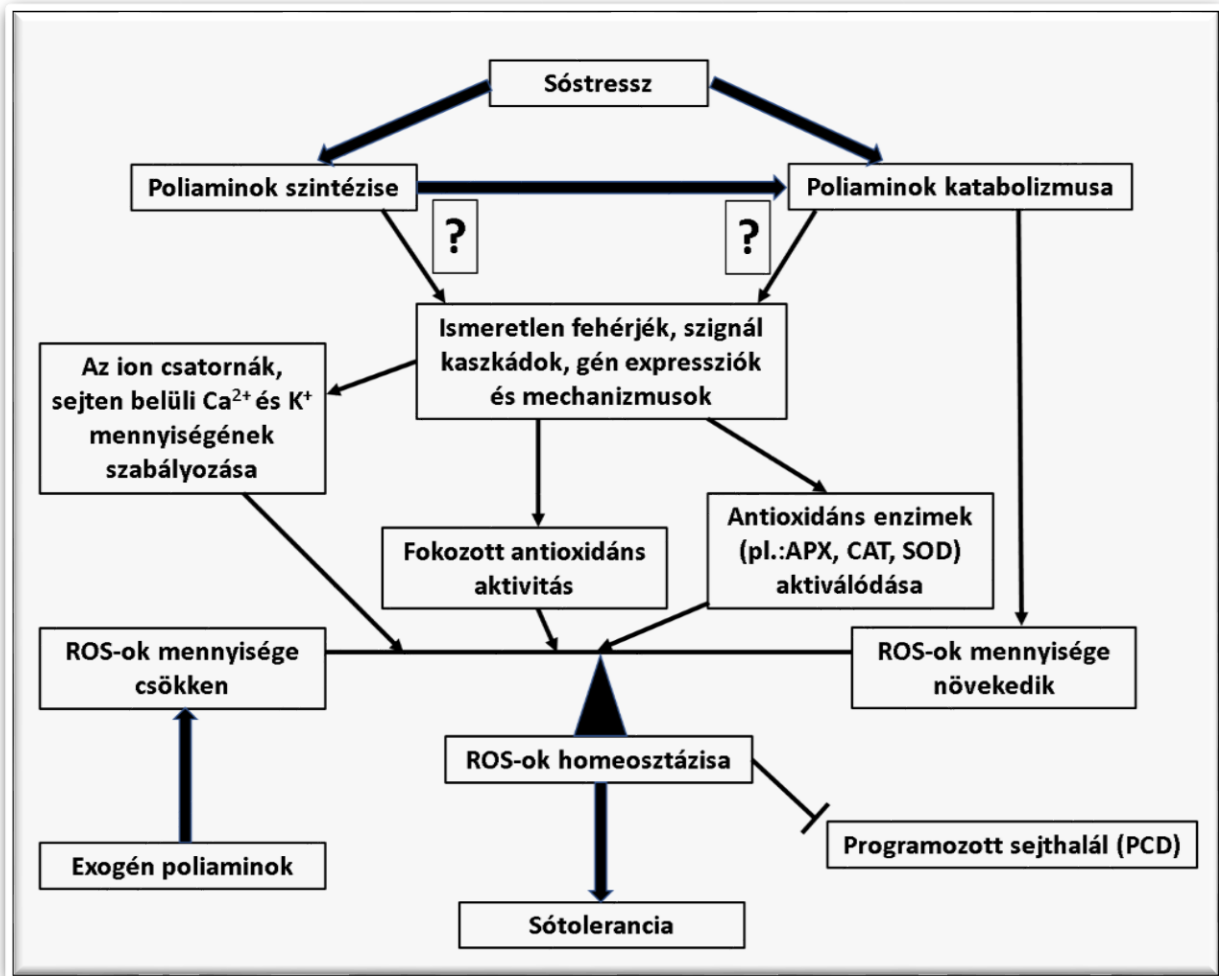 Sóstressz
Poliaminok szintézise
Poliaminok katabolizmusa
?
?
Ismeretlen fehérjék, szignál
kaszkádok, gén expressziók
és mechanizmusok
Az ion csatornák,
sejten belüli Ca²⁺ és K⁺
mennyiségének
szabályozása
Fokozott antioxidáns
aktivitás
Antioxidáns enzimek
(pl.:APX, CAT, SOD)
aktiválódása
ROS-ok mennyisége
csökken
ROS-ok mennyisége
növekedik
ROS-ok homeosztázisa
Exogén poliaminok
Programozott sejthalál (PCD)
Sótolerancia